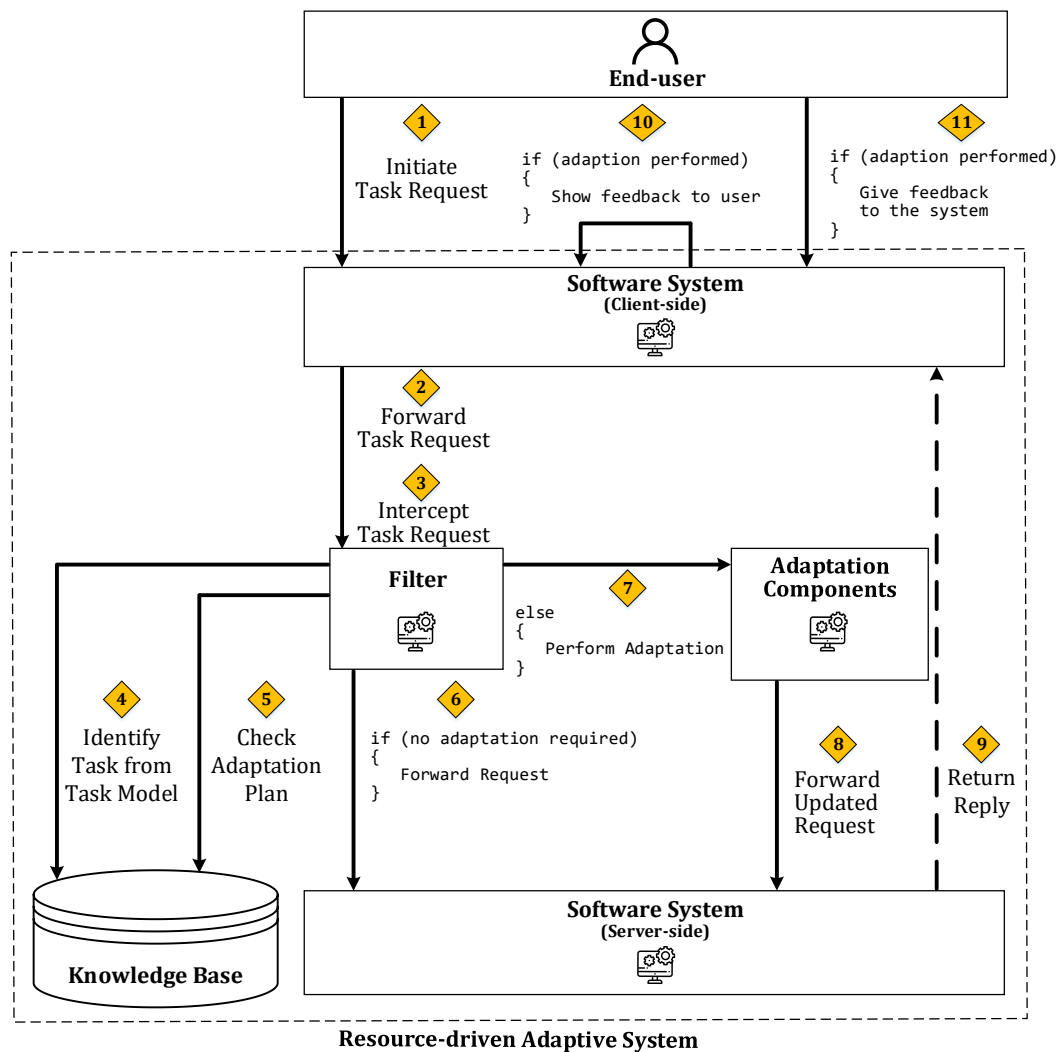 End-user
1
Initiate
Task Request
10
if (adaption performed)
{
Show feedback to user
}
11
if (adaption performed)
{
Give feedback
to the system
}
Software System
(Client-side)
2
Forward
Task Request
3
Intercept
Task Request
Filter
7
else
{
Perform Adaptation
}
Adaptation
Components
4
Identify
Task from
Task Model
5
Check
Adaptation
Plan
6
if (no adaptation required)
{
Forward Request
}
8
Forward
Updated
Request
9
Return
Reply
Knowledge Base
Software System
(Server-side)
Resource-driven Adaptive System